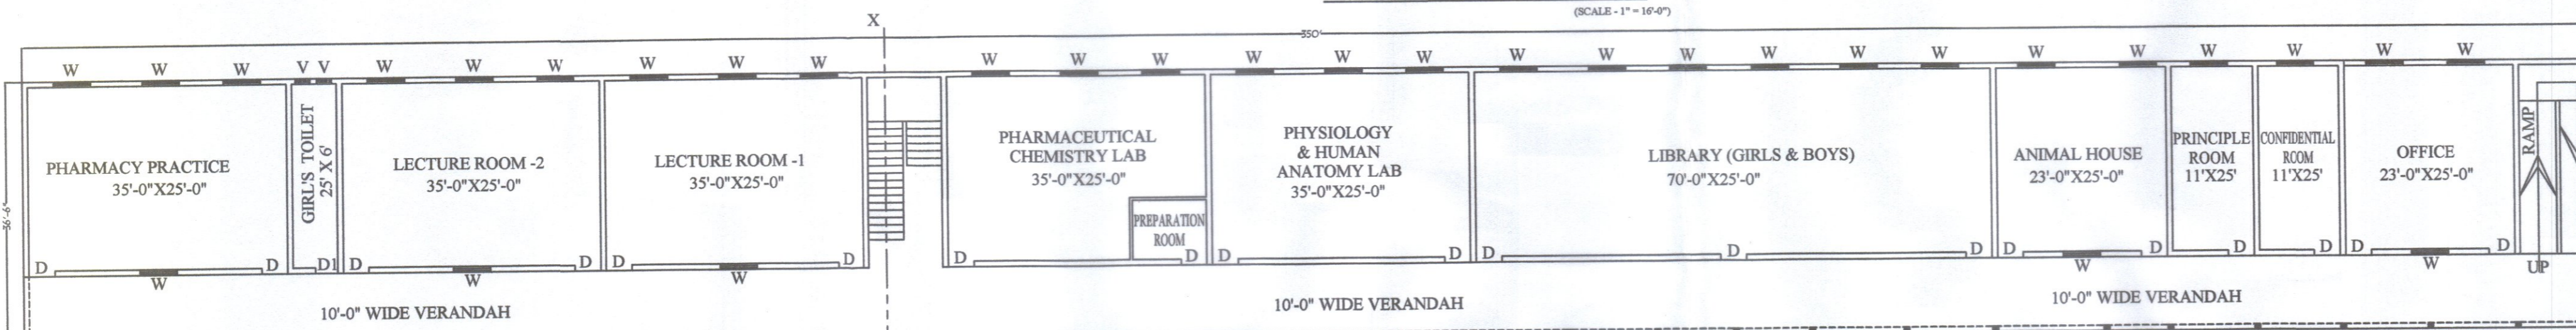 (SCALE - 1" = 16'-0")
X
350'
W W W V V W W W W W W W W W W W W W W W W W W W W W W W W W
36'-6"
PHARMACY PRACTICE
35'-0"X25'-0"
GIRL'S TOILET
25' X 6'
LECTURE ROOM -2
35'-0"X25'-0"
LECTURE ROOM -1
35'-0"X25'-0"
PHARMACEUTICAL
CHEMISTRY LAB
35'-0"X25'-0"
PREPARATION
ROOM
PHYSIOLOGY
& HUMAN
ANATOMY LAB
35'-0"X25'-0"
LIBRARY (GIRLS & BOYS)
70'-0"X25'-0"
ANIMAL HOUSE
23'-0"X25'-0"
PRINCIPLE
ROOM
11'X25'
CONFIDENTIAL
ROOM
11'X25'
OFFICE
23'-0"X25'-0"
RAMP
D D D1 D D D D D D D D D D D D D D D D D
W W W W W
UP
10'-0" WIDE VERANDAH
10'-0" WIDE VERANDAH
10'-0" WIDE VERANDAH